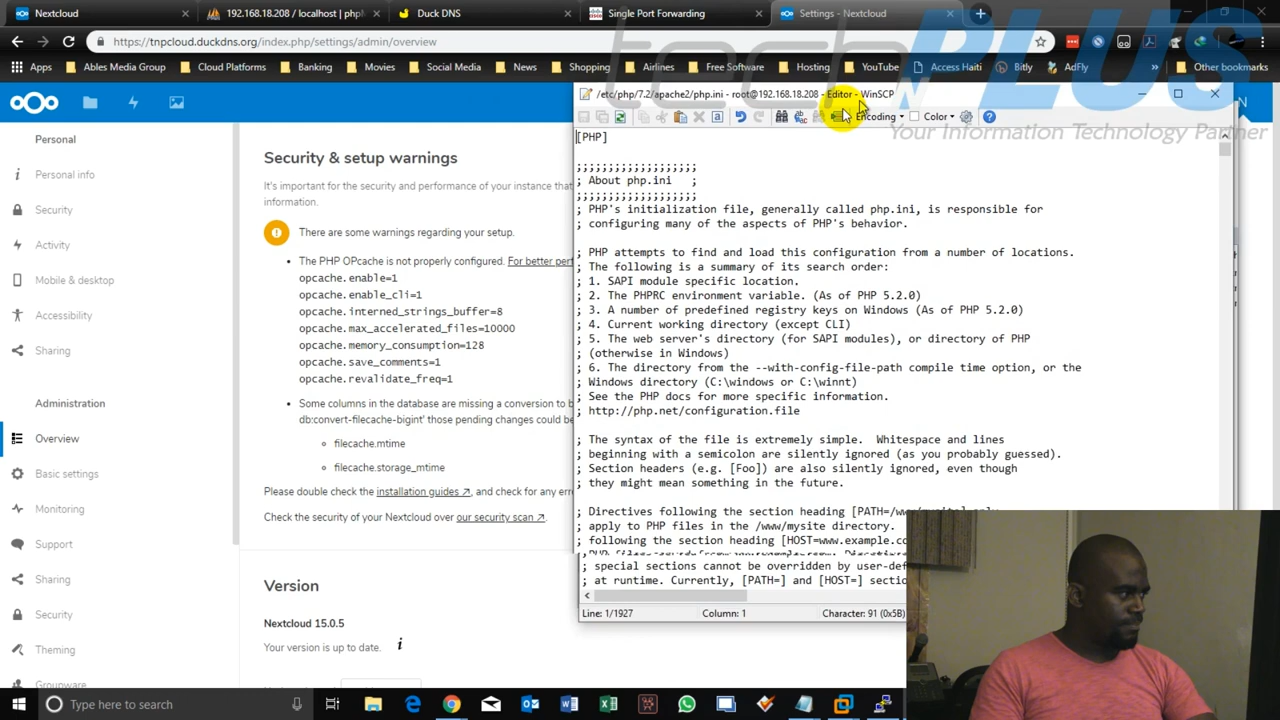 Nextcloud
192.168.18.208 / localhost | php
Duck DNS
Single Port Forwarding
Settings - Nextcloud
https://tnpcloud.duckdns.org/index.php/settings/admin/overview
Apps
Ables Media Group
Cloud Platforms
Banking
Movies
Social Media
News
Shopping
Airlines
Free Software
Hosting
YouTube
Access Haiti
Bitly
AdFly
Other bookmarks
tech
PLUS
Your Information Technology Partner
Personal
Personal info
Security
Activity
Mobile & desktop
Accessibility
Sharing
Administration
Overview
Basic settings
Monitoring
Support
Sharing
Security
Theming
Groupware
Security & setup warnings
It's important for the security and performance of your instance that
information.
There are some warnings regarding your setup.
The PHP OPcache is not properly configured. For better perf
opcache.enable=1
opcache.enable_cli=1
opcache.interned_strings_buffer=8
opcache.max_accelerated_files=10000
opcache.memory_consumption=128
opcache.save_comments=1
opcache.revalidate_freq=1
Some columns in the database are missing a conversion to b
db:convert-filecache-bigint' those pending changes could be
filecache.mtime
filecache.storage_mtime
Please double check the installation guides ↗, and check for any err
Check the security of your Nextcloud over our security scan ↗.
Version
Nextcloud 15.0.5
Your version is up to date.
/etc/php/7.2/apache2/php.ini - root@192.168.18.208 - Editor - WinSCP
Encoding
Color
[PHP]
;;;;;;;;;;;;;;;;;;;
; About php.ini   ;
;;;;;;;;;;;;;;;;;;;
; PHP's initialization file, generally called php.ini, is responsible for
; configuring many of the aspects of PHP's behavior.
; PHP attempts to find and load this configuration from a number of locations.
; The following is a summary of its search order:
; 1. SAPI module specific location.
; 2. The PHPRC environment variable. (As of PHP 5.2.0)
; 3. A number of predefined registry keys on Windows (As of PHP 5.2.0)
; 4. Current working directory (except CLI)
; 5. The web server's directory (for SAPI modules), or directory of PHP
; (otherwise in Windows)
; 6. The directory from the --with-config-file-path compile time option, or the
; Windows directory (C:\windows or C:\winnt)
; See the PHP docs for more specific information.
; http://php.net/configuration.file
; The syntax of the file is extremely simple.  Whitespace and lines
; beginning with a semicolon are silently ignored (as you probably guessed).
; Section headers (e.g. [Foo]) are also silently ignored, even though
; they might mean something in the future.
; Directives following the section heading [PATH=/www/mysite] only
; apply to PHP files in the /www/mysite directory.
; following the section heading [HOST=www.example.co
; special sections cannot be overridden by user-def
; at runtime. Currently, [PATH=] and [HOST=] sectio
Line: 1/1927
Column: 1
Character: 91 (0x5B)
Type here to search